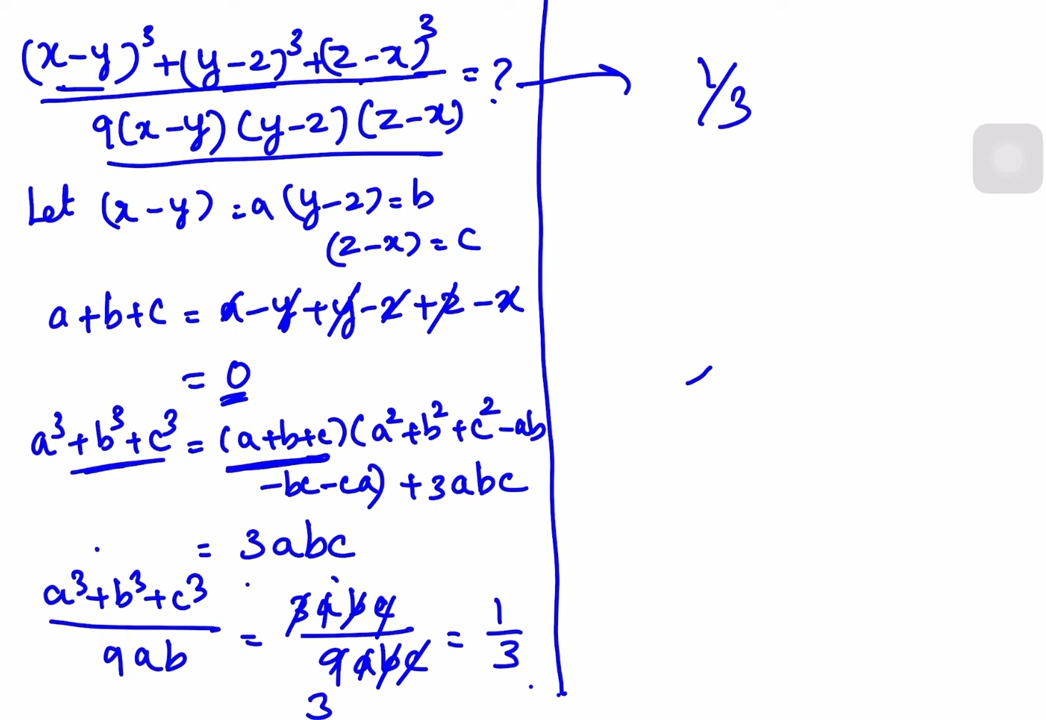 (x-y)³+(y-z)³+(z-x)³
= ? → 1/3
9(x-y)(y-z)(z-x)
Let (x-y)=a (y-z)=b
(z-x)=c
a+b+c = x-y+y-z+z-x
= 0
a³+b³+c³ = (a+b+c)(a²+b²+c²-ab
-bc-ca) +3abc
= 3abc
a³+b³+c³
9ab
= 3abc
9abc
3
= 1
3